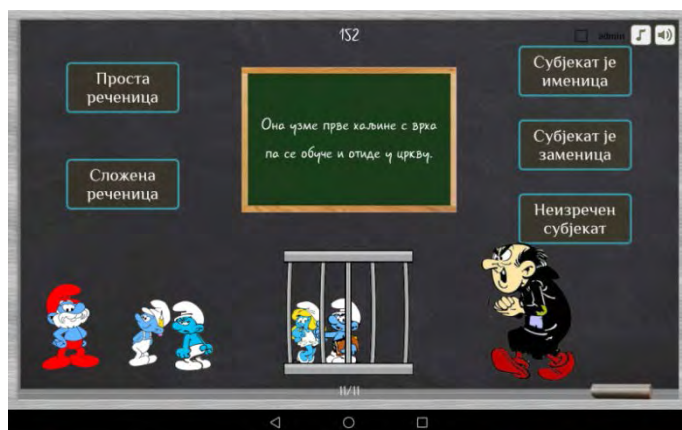 152
admin
Проста
реченица
Сложена
реченица
Она узме прве хаљине с врха
па се обуче и отиде у цркву.
Субјекат је
именица
Субјекат је
заменица
Неизречен
субјекат
11/11